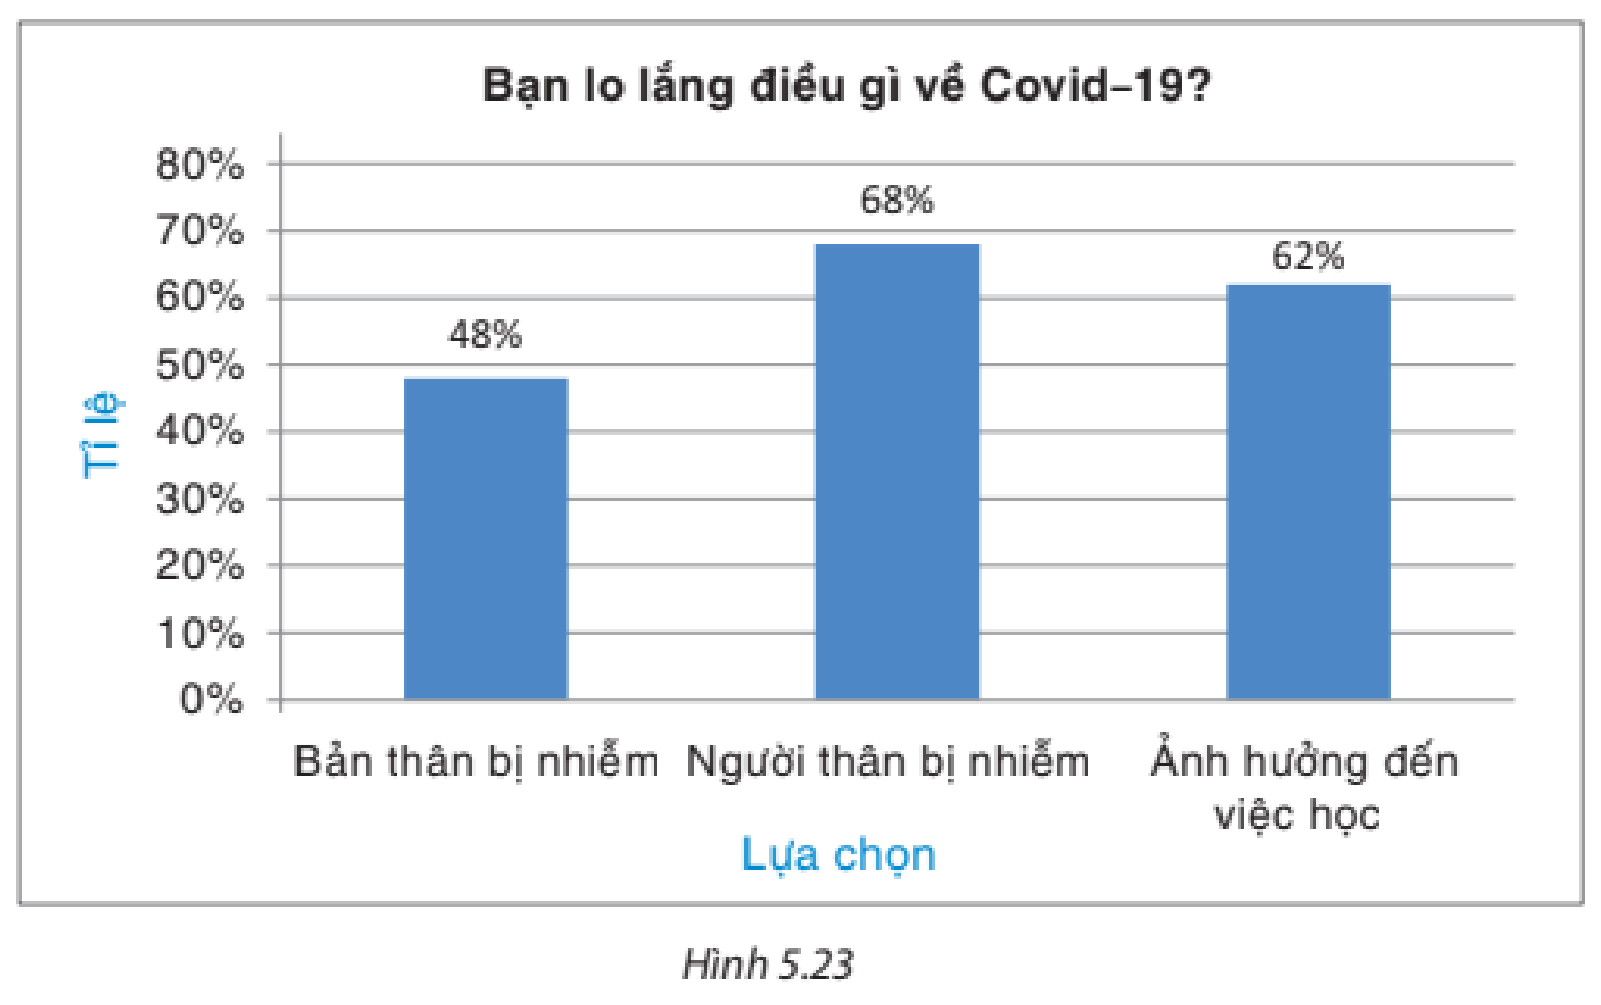 Bạn lo lắng điều gì về Covid–19?
80%
70%
60%
50%
40%
30%
20%
10%
0%
Tỉ lệ
48%
68%
62%
Bản thân bị nhiễm
Người thân bị nhiễm
Ảnh hưởng đến
việc học
Lựa chọn
Hình 5.23